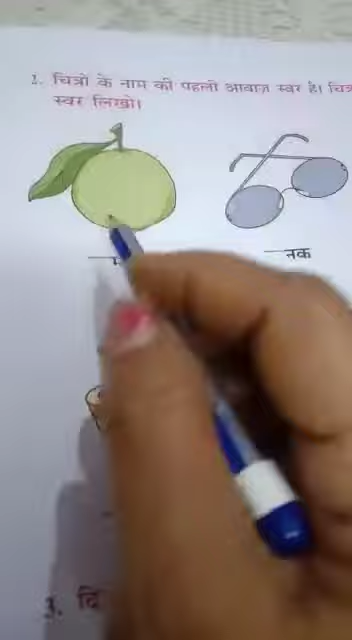 1. चित्रों के नाम की पहली आवाज़ स्वर है। चित्र
स्वर लिखो।
नक
3. दि